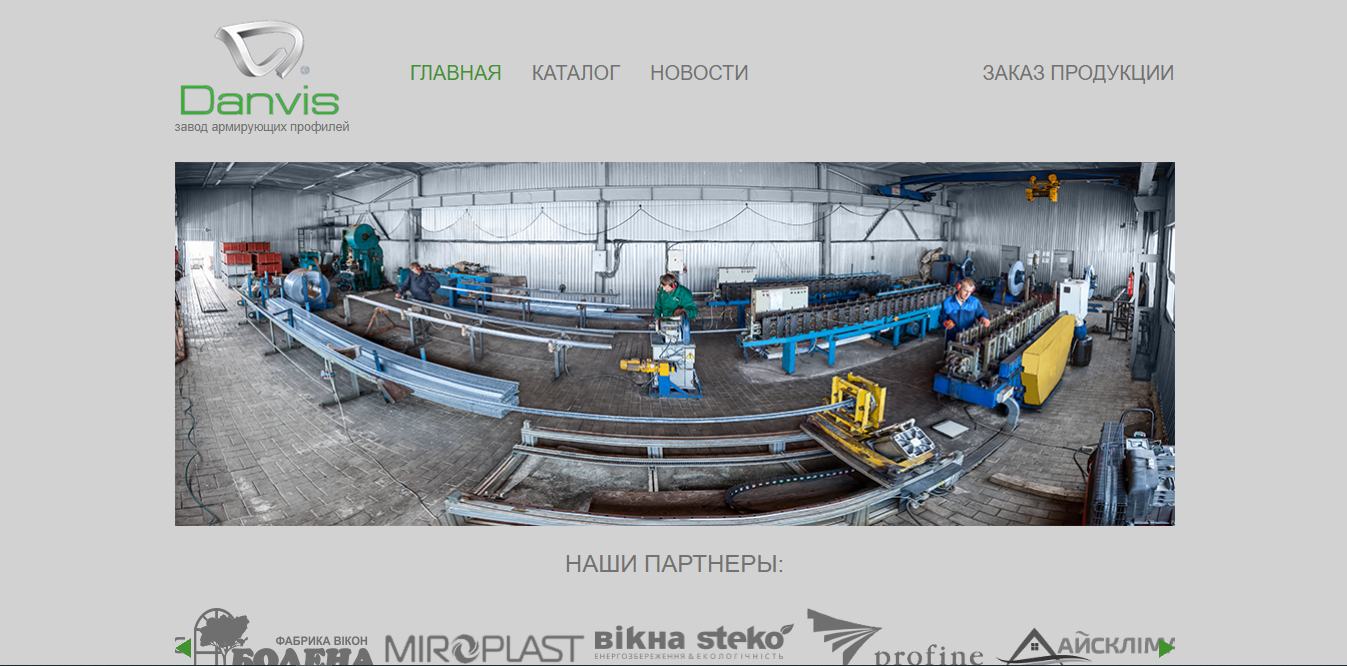 Danvis
завод армирующих профилей
ГЛАВНАЯ КАТАЛОГ НОВОСТИ ЗАКАЗ ПРОДУКЦИИ
НАШИ ПАРТНЕРЫ:
ФАБРИКА ВІКОН
БОДЕНА
MIROPLAST
вікна steko
ЕНЕРГОЗБЕРЕЖЕННЯ & ЕКОЛОГІЧНІСТЬ
profine
АЙСКЛІМ